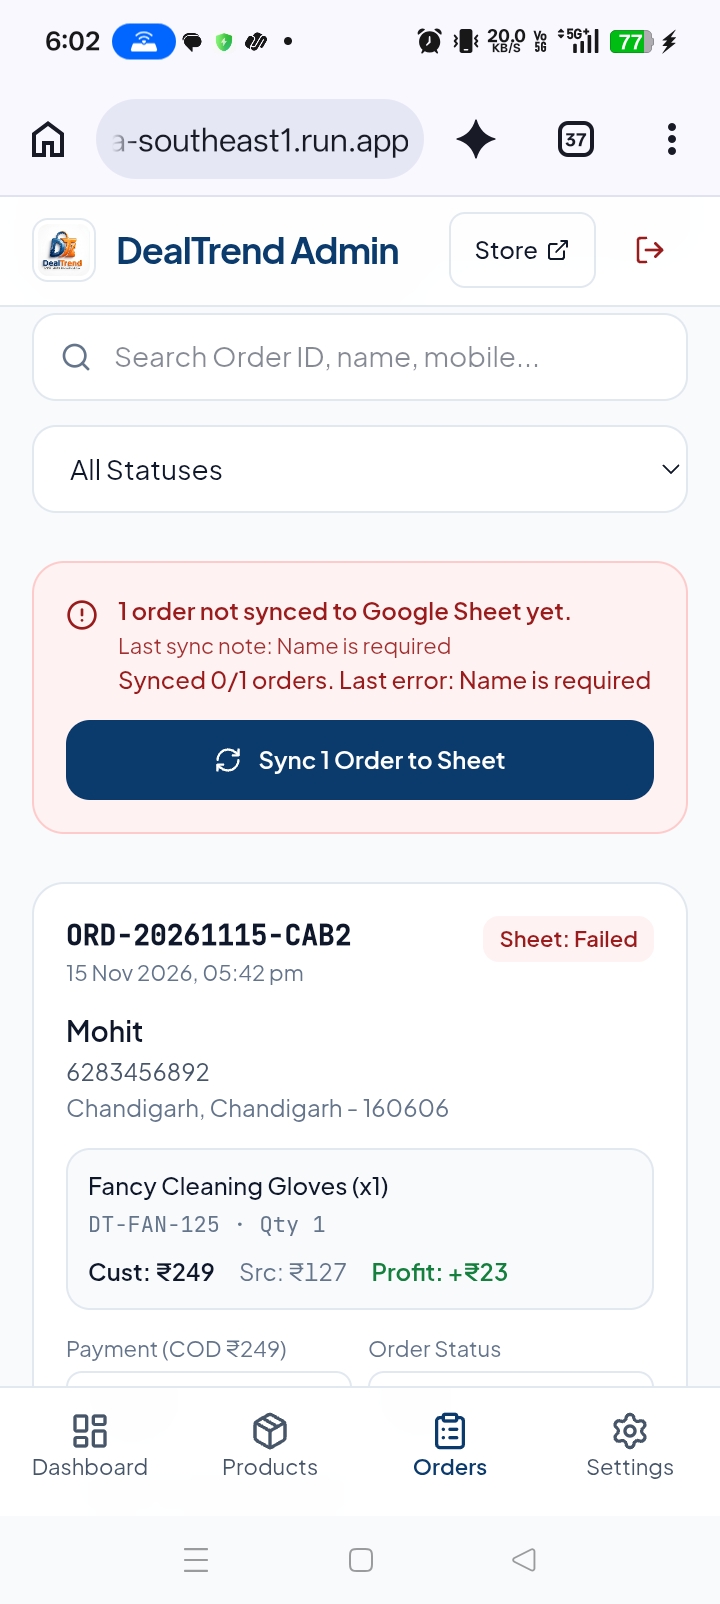 6:02
20.0 KB/S
Vo 5G
5G+
77
a-southeast1.run.app
37
DealTrend
DealTrend Admin
Store
Search Order ID, name, mobile...
All Statuses
1 order not synced to Google Sheet yet.
Last sync note: Name is required
Synced 0/1 orders. Last error: Name is required
Sync 1 Order to Sheet
ORD-20261115-CAB2
Sheet: Failed
15 Nov 2026, 05:42 pm
Mohit
6283456892
Chandigarh, Chandigarh - 160606
Fancy Cleaning Gloves (x1)
DT-FAN-125 · Qty 1
Cust: ₹249 Src: ₹127 Profit: +₹23
Payment (COD ₹249) Order Status
Dashboard Products Orders Settings